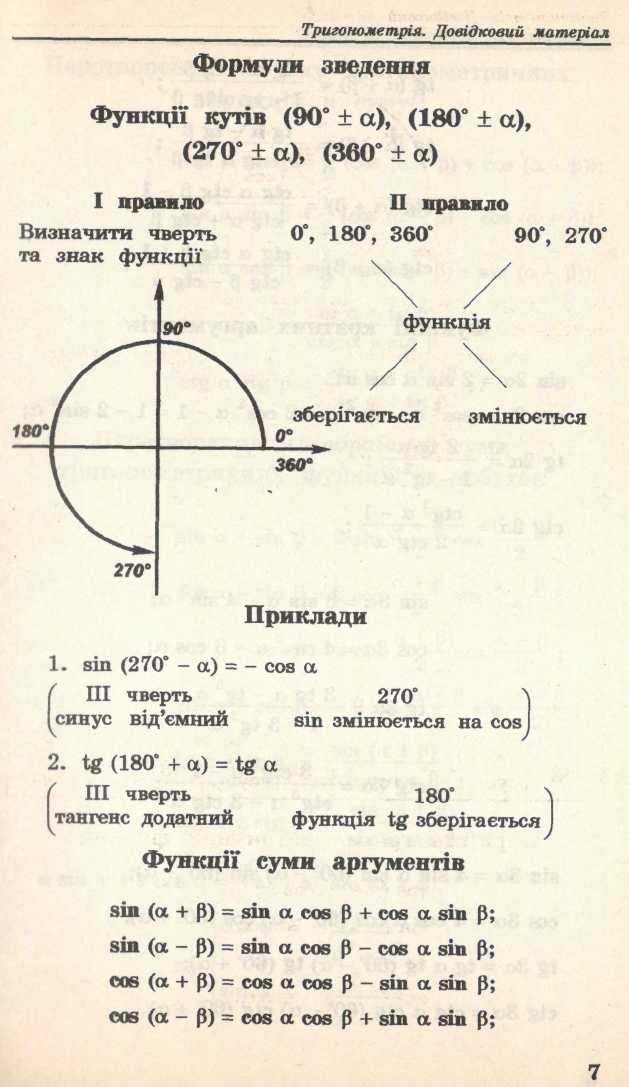 Тригонометрія. Довідковий матеріал
Формули зведення
Функції кутів (90° ± α), (180° ± α),
(270° ± α), (360° ± α)
I правило
Визначити чверть
та знак функції
90°
180°
0°
360°
270°
II правило
0°, 180°, 360° 90°, 270°
функція
зберігається змінюється
Приклади
1. sin (270° − α) = − cos α
III чверть 270°
синус від’ємний sin змінюється на cos
2. tg (180° + α) = tg α
III чверть 180°
тангенс додатний функція tg зберігається
Функції суми аргументів
sin (α + β) = sin α cos β + cos α sin β;
sin (α − β) = sin α cos β − cos α sin β;
cos (α + β) = cos α cos β − sin α sin β;
cos (α − β) = cos α cos β + sin α sin β;
7